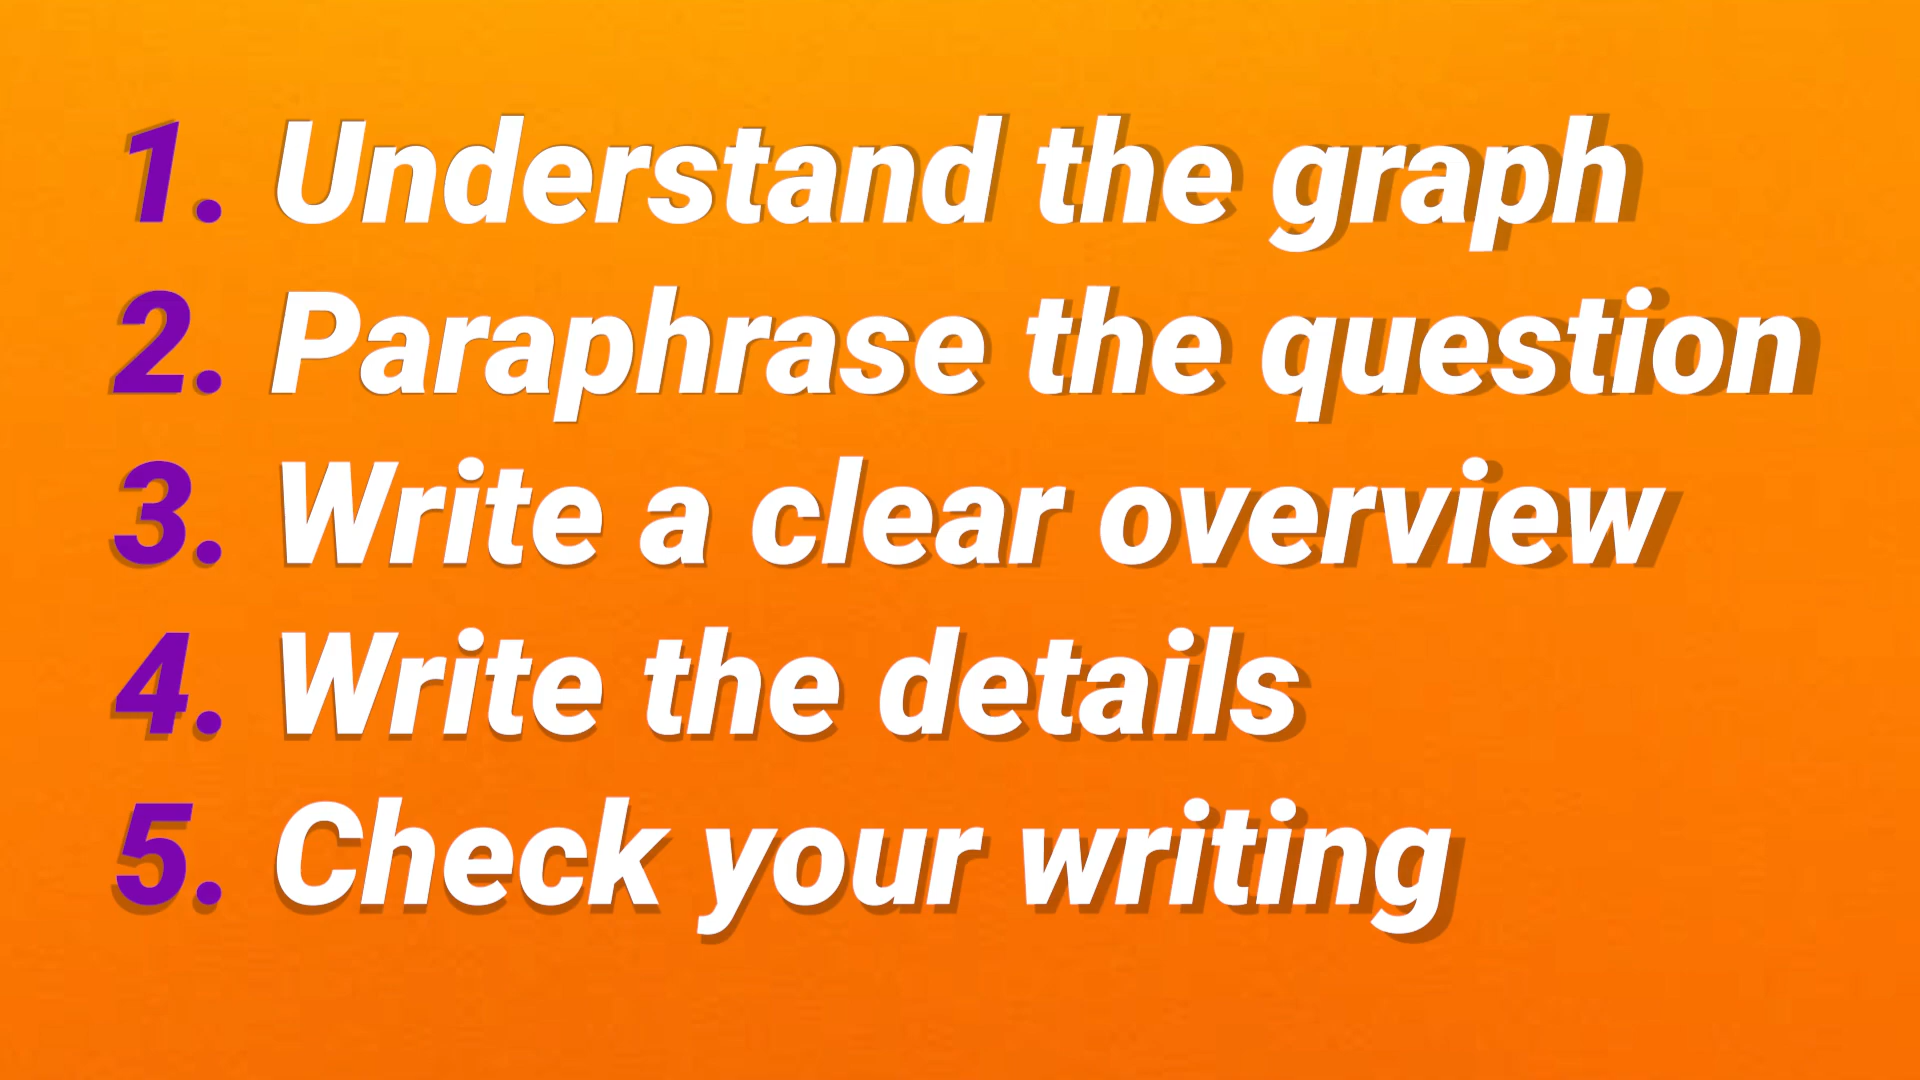 1. Understand the graph
2. Paraphrase the question
3. Write a clear overview
4. Write the details
5. Check your writing